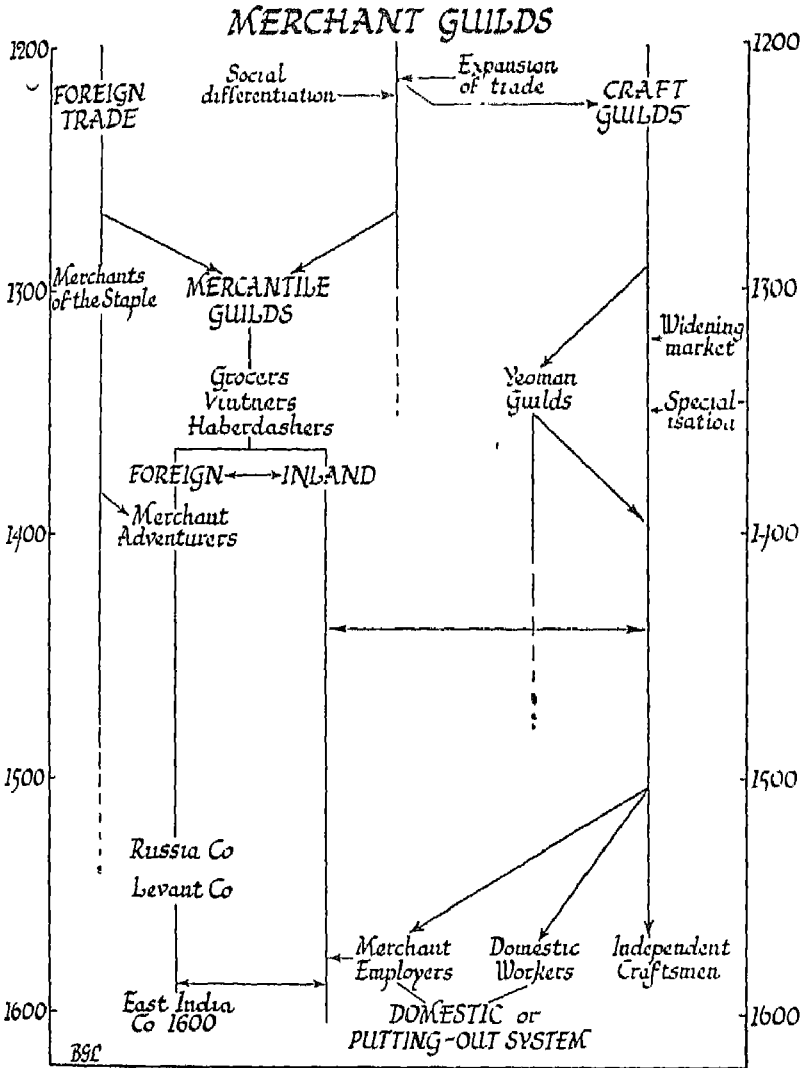 MERCHANT GUILDS
1200
1200
Social
differentiation
Expansion
of trade
FOREIGN
TRADE
CRAFT
GUILDS
Merchants
of the Staple
1300
MERCANTILE
GUILDS
1300
Widening
market
Grocers
Vintners
Haberdashers
Yeoman
Guilds
Special-
isation
FOREIGN
INLAND
Merchant
Adventurers
1400
1400
1500
1500
Russia Co
Levant Co
Merchant
Employers
Domestic
Workers
Independent
Craftsmen
1600
East India
Co 1600
DOMESTIC or
PUTTING-OUT SYSTEM
1600
BGL